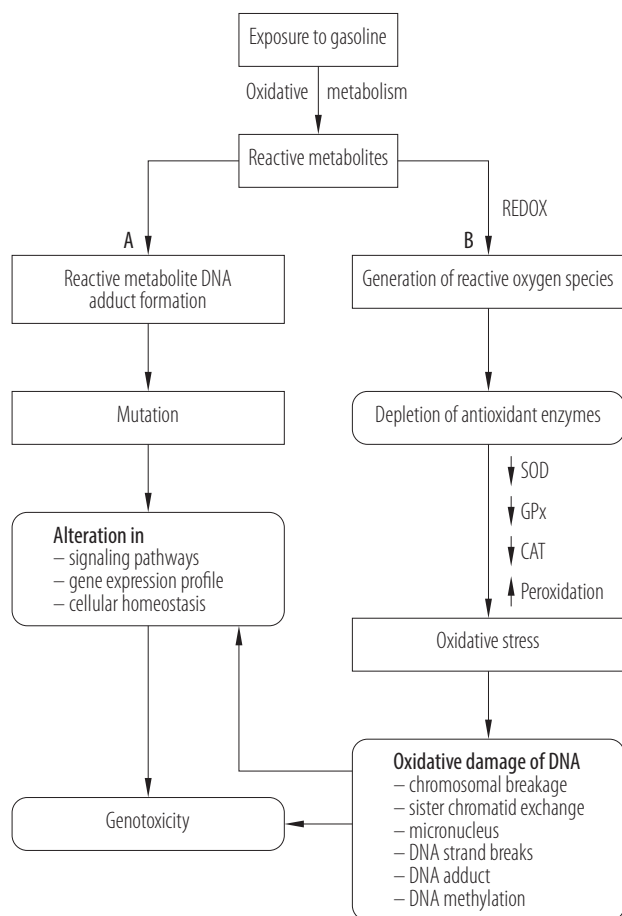 Exposure to gasoline
Oxidative metabolism
Reactive metabolites
REDOX
A
Reactive metabolite DNA
adduct formation
Mutation
Alteration in
– signaling pathways
– gene expression profile
– cellular homeostasis
Genotoxicity
B
Generation of reactive oxygen species
Depletion of antioxidant enzymes
SOD
GPx
CAT
Peroxidation
Oxidative stress
Oxidative damage of DNA
– chromosomal breakage
– sister chromatid exchange
– micronucleus
– DNA strand breaks
– DNA adduct
– DNA methylation